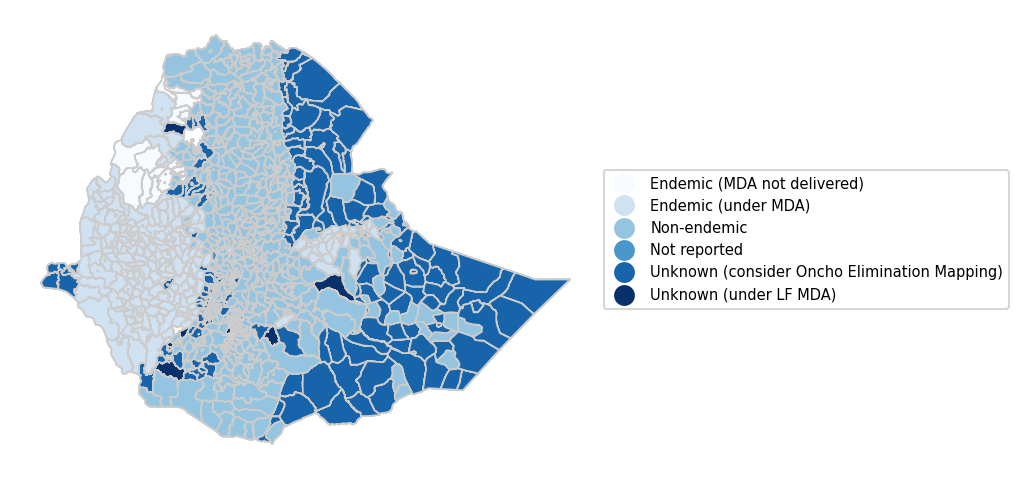 Endemic (MDA not delivered)
Endemic (under MDA)
Non-endemic
Not reported
Unknown (consider Oncho Elimination Mapping)
Unknown (under LF MDA)